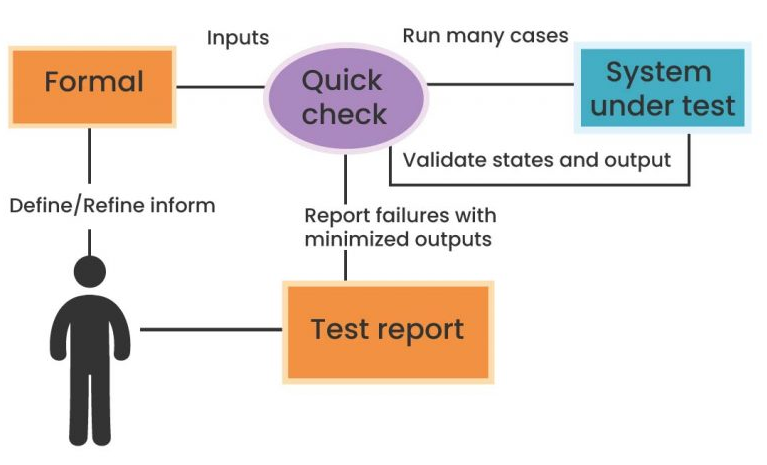 Inputs
Run many cases
Formal
Quick
check
System
under test
Validate states and output
Define/Refine inform
Report failures with
minimized outputs
Test report